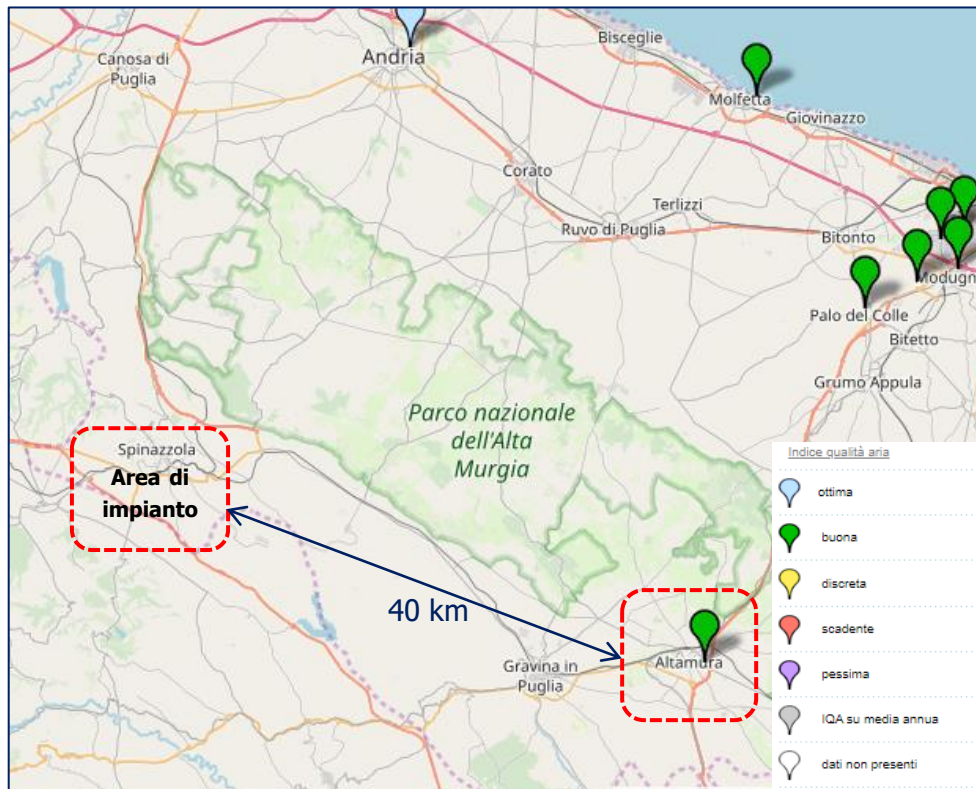 Bisceglie
Canosa di
Puglia
Andria
Molfetta
Giovinazzo
Corato
Terlizzi
Ruvo di Puglia
Bitonto
Modugn
Palo del Colle
Bitetto
Grumo Appula
Parco nazionale
dell'Alta
Murgia
Spinazzola
Area di
impianto
40 km
Gravina in
Puglia
Altamura
Indice qualità aria
ottima
buona
discreta
scadente
pessima
IQA su media annua
dati non presenti